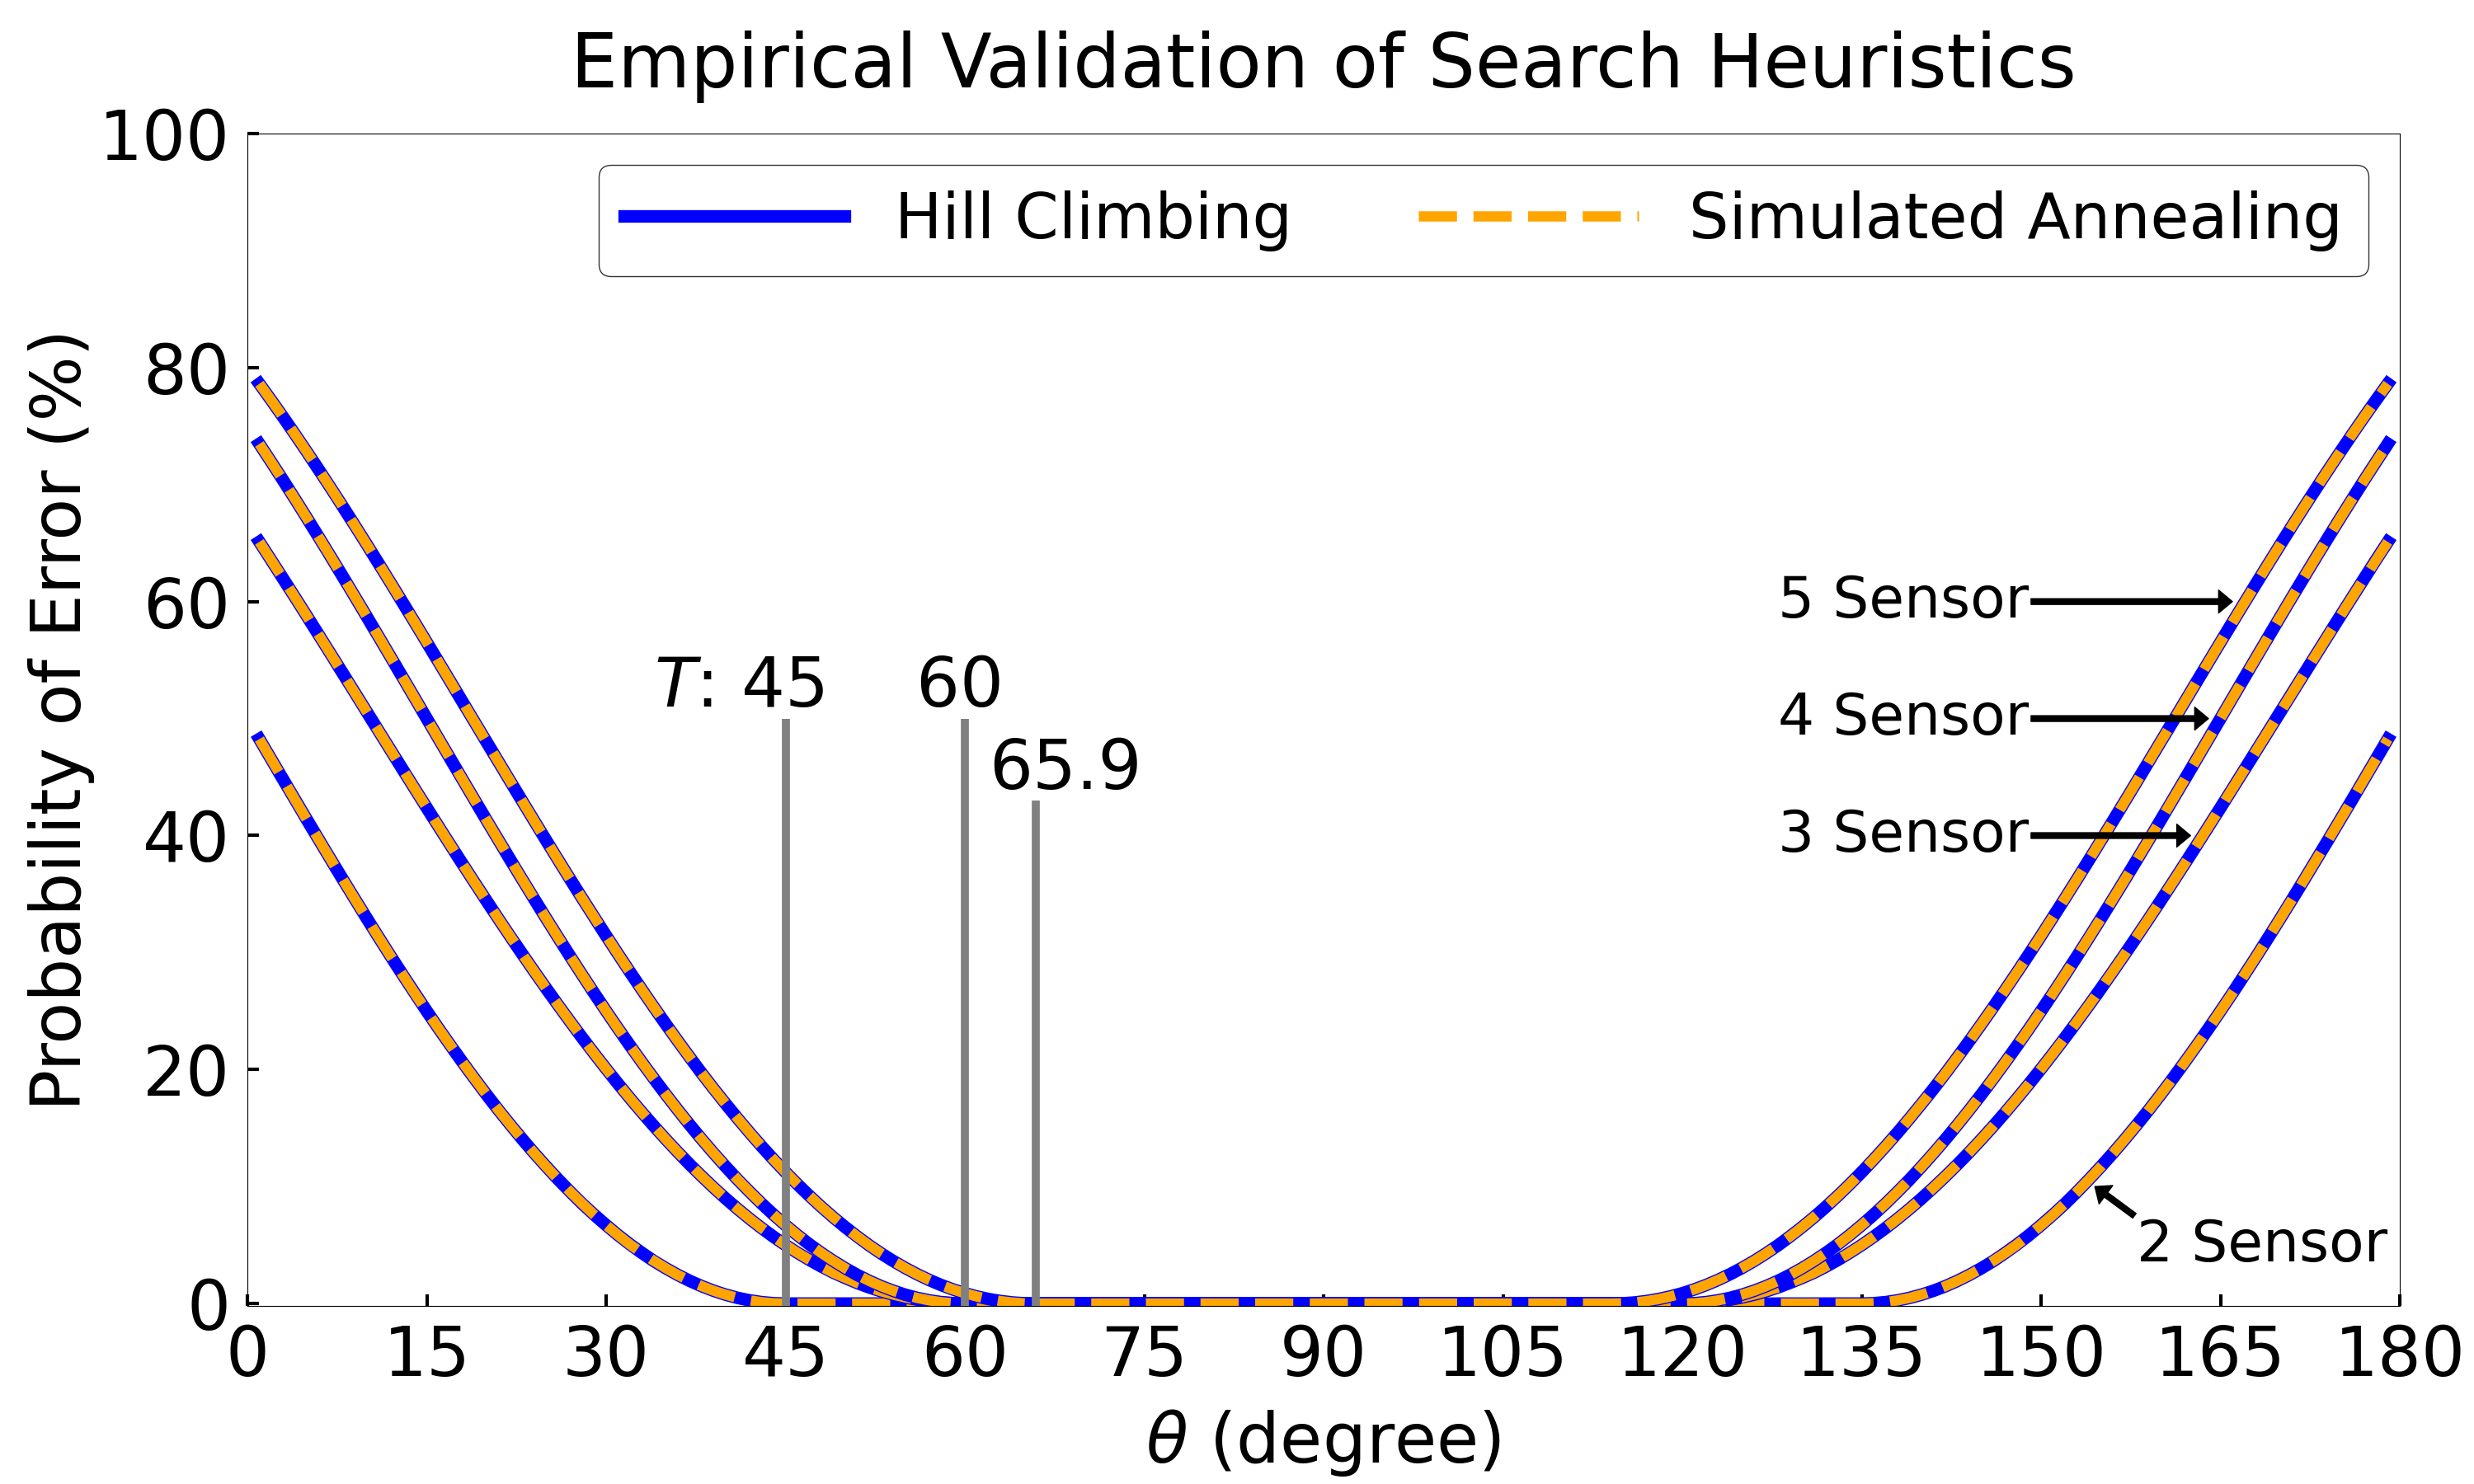 Empirical Validation of Search Heuristics
Hill Climbing
Simulated Annealing
Probability of Error (%)
100
80
60
40
20
0
T: 45
60
65.9
5 Sensor
4 Sensor
3 Sensor
2 Sensor
0 15 30 45 60 75 90 105 120 135 150 165 180
θ (degree)